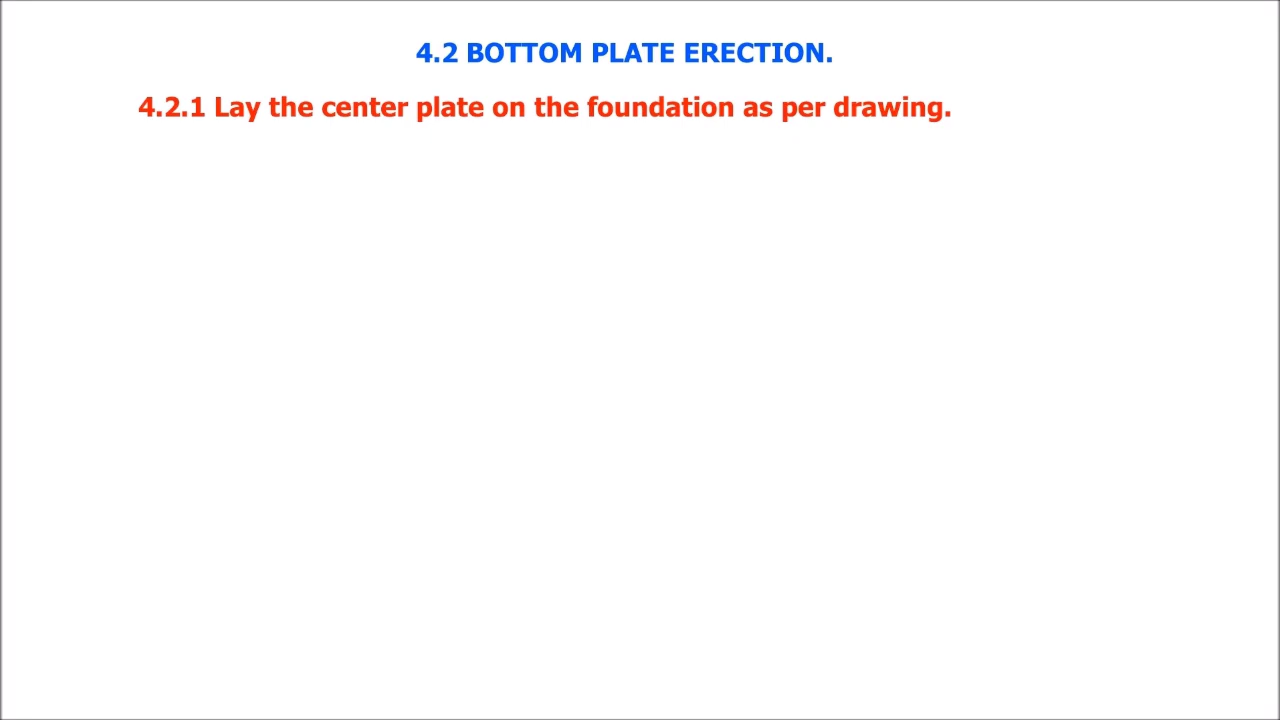 4.2 BOTTOM PLATE ERECTION.
4.2.1 Lay the center plate on the foundation as per drawing.